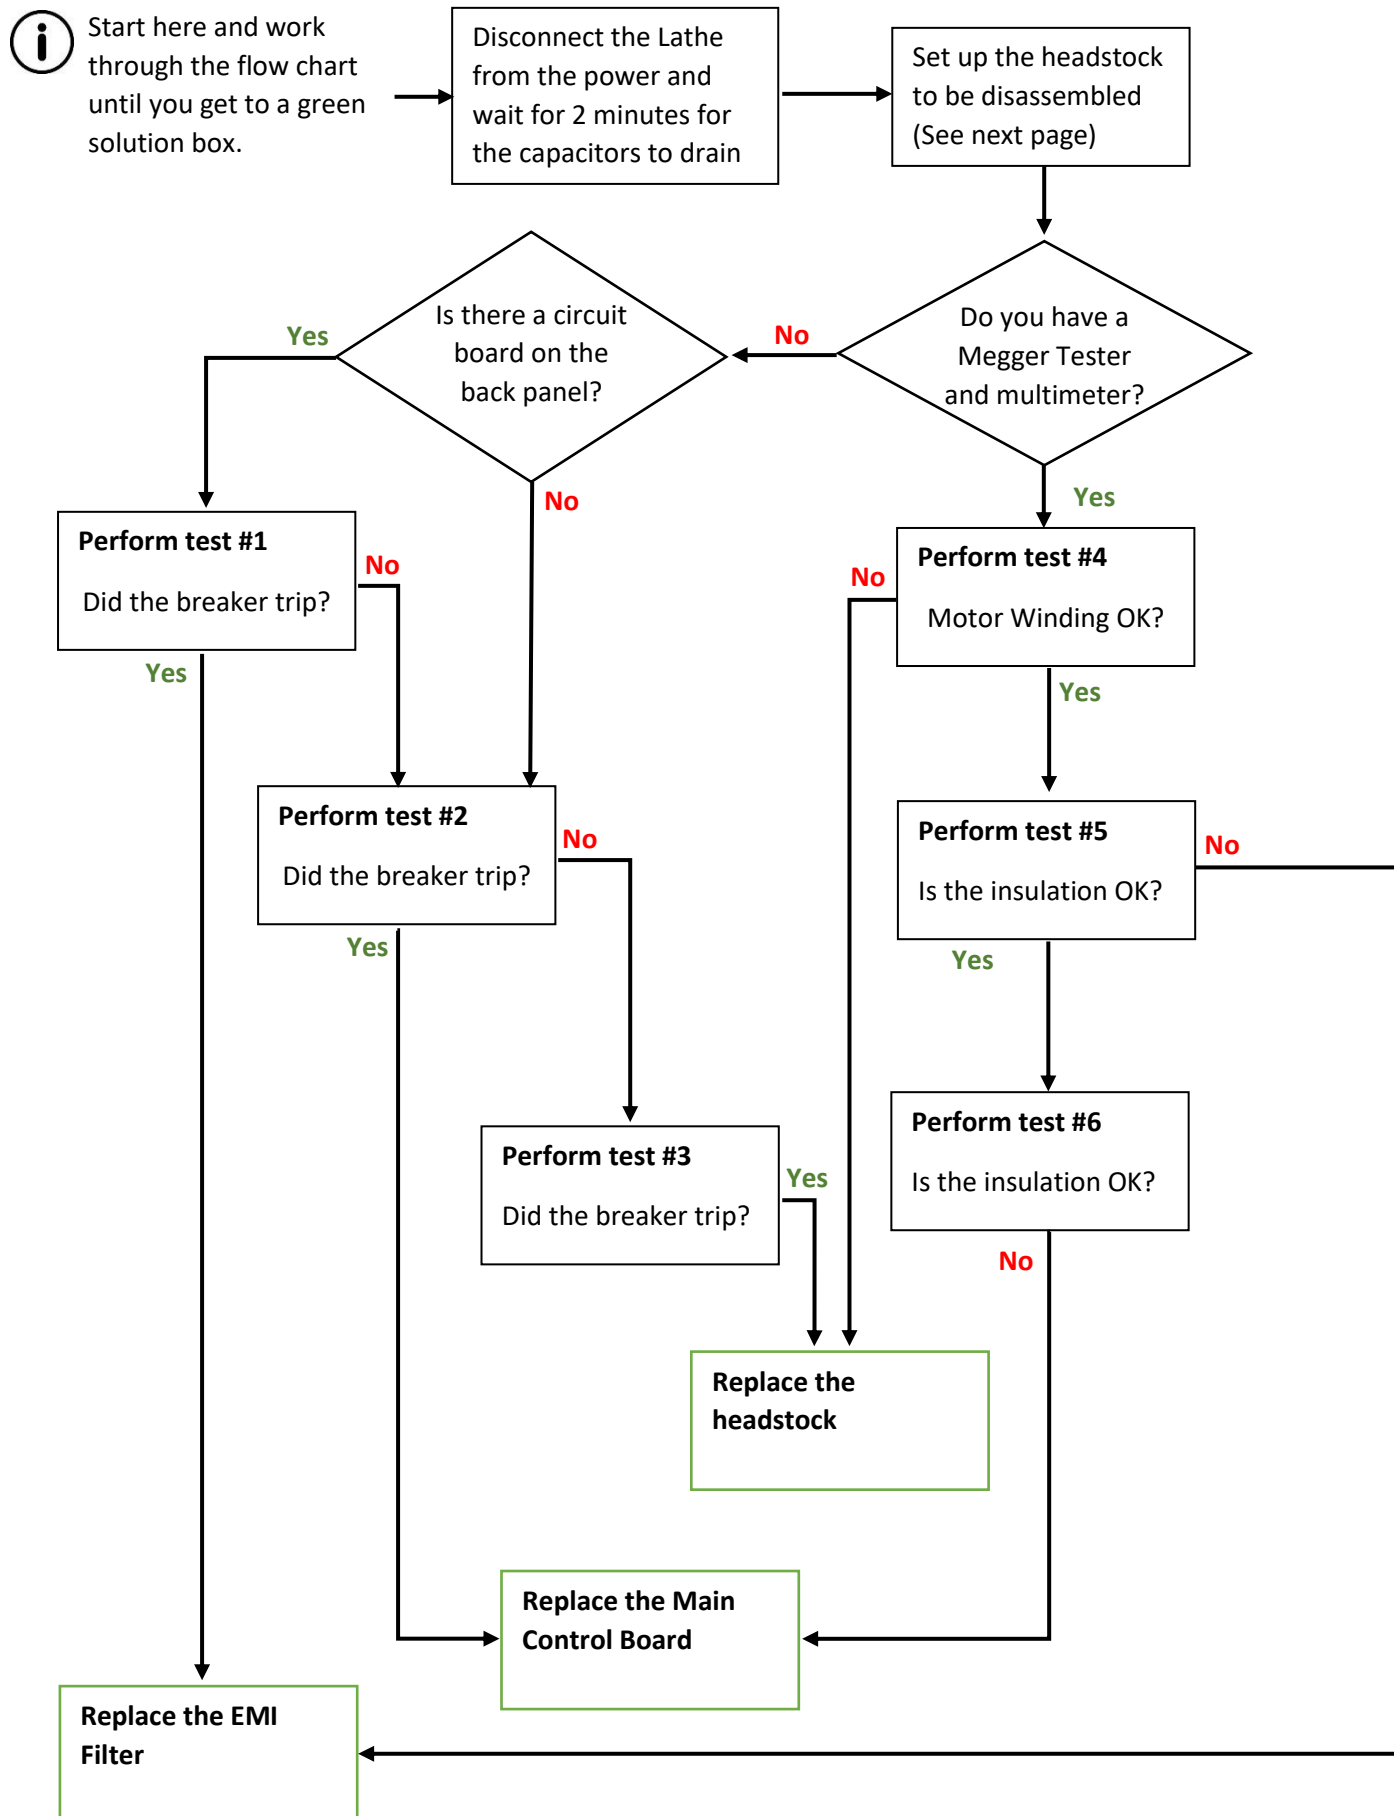 i
Start here and work
through the flow chart
until you get to a green
solution box.
Disconnect the Lathe
from the power and
wait for 2 minutes for
the capacitors to drain
Set up the headstock
to be disassembled
(See next page)
Do you have a
Megger Tester
and multimeter?
No
Yes
Is there a circuit
board on the
back panel?
Yes
No
Perform test #1
Did the breaker trip?
No
Yes
Perform test #2
Did the breaker trip?
No
Yes
Perform test #3
Did the breaker trip?
Yes
Perform test #4
Motor Winding OK?
No
Yes
Perform test #5
Is the insulation OK?
No
Yes
Perform test #6
Is the insulation OK?
No
Replace the
headstock
Replace the Main
Control Board
Replace the EMI
Filter